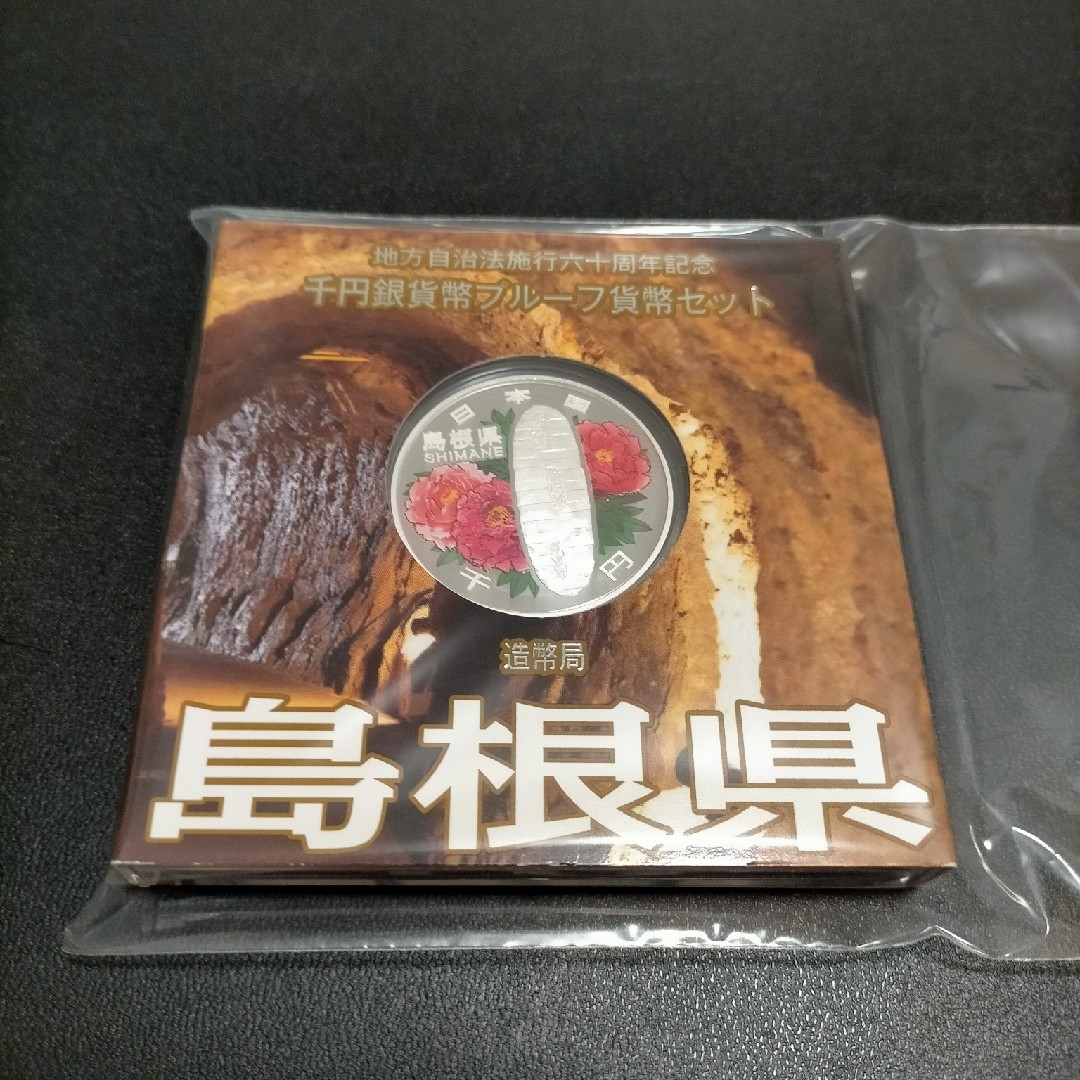 地方自治法施行六十周年記念
千円銀貨幣プルーフ貨幣セット
日本国
島根県
SHIMANE
千円
造幣局
島根県